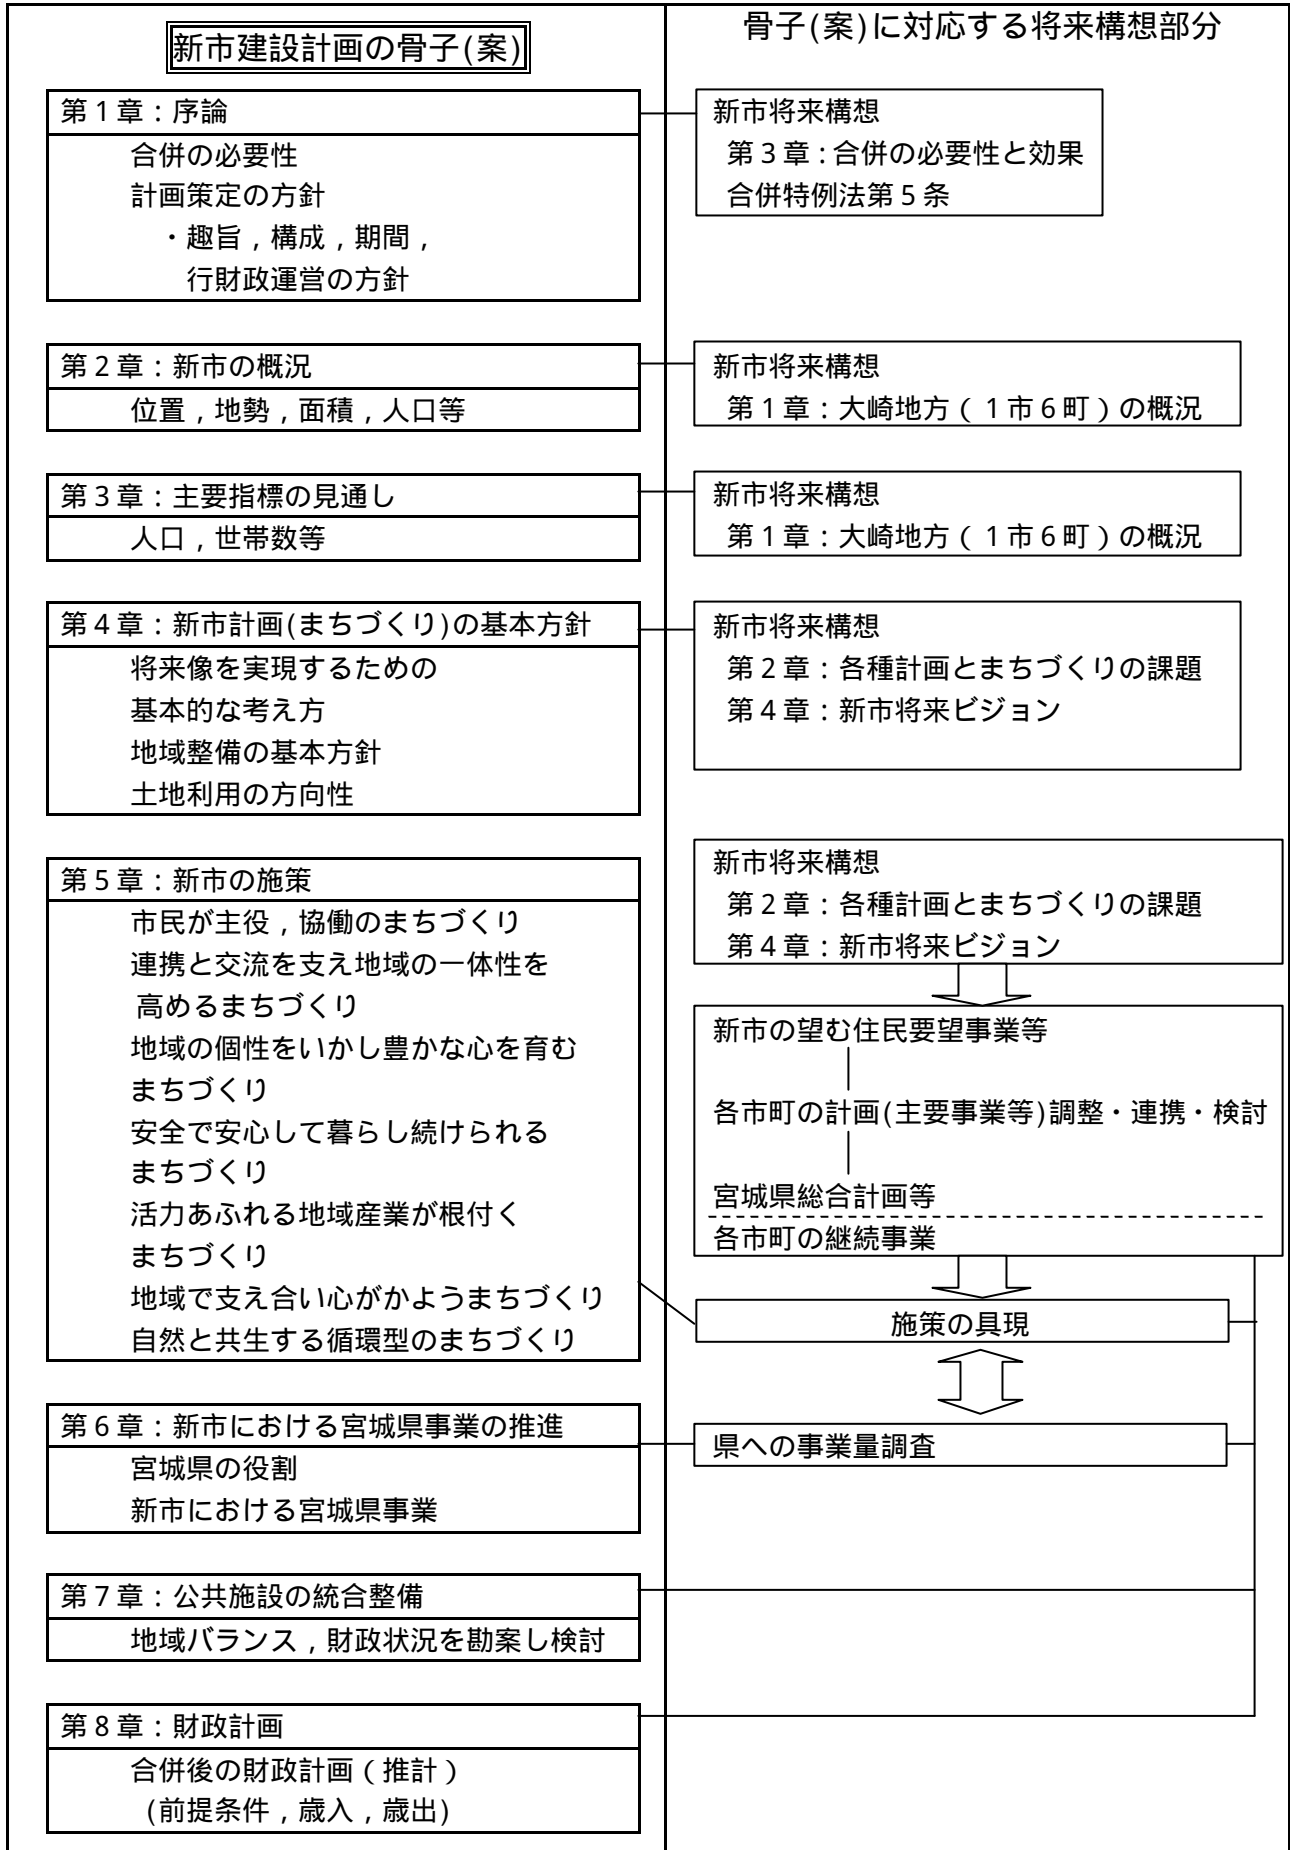 新市建設計画の骨子(案)
第１章：序論
合併の必要性
計画策定の方針
・趣旨，構成，期間，
行財政運営の方針
第２章：新市の概況
位置，地勢，面積，人口等
第３章：主要指標の見通し
人口，世帯数等
第４章：新市計画(まちづくり)の基本方針
将来像を実現するための
基本的な考え方
地域整備の基本方針
土地利用の方向性
第５章：新市の施策
市民が主役，協働のまちづくり
連携と交流を支え地域の一体性を
高めるまちづくり
地域の個性をいかし豊かな心を育む
まちづくり
安全で安心して暮らし続けられる
まちづくり
活力あふれる地域産業が根付く
まちづくり
地域で支え合い心がかようまちづくり
自然と共生する循環型のまちづくり
第６章：新市における宮城県事業の推進
宮城県の役割
新市における宮城県事業
第７章：公共施設の統合整備
地域バランス，財政状況を勘案し検討
第８章：財政計画
合併後の財政計画（推計）
(前提条件，歳入，歳出)
骨子(案)に対応する将来構想部分
新市将来構想
第３章：合併の必要性と効果
合併特例法第５条
新市将来構想
第１章：大崎地方（１市６町）の概況
新市将来構想
第１章：大崎地方（１市６町）の概況
新市将来構想
第２章：各種計画とまちづくりの課題
第４章：新市将来ビジョン
新市将来構想
第２章：各種計画とまちづくりの課題
第４章：新市将来ビジョン
新市の望む住民要望事業等
各市町の計画(主要事業等)調整・連携・検討
宮城県総合計画等
各市町の継続事業
施策の具現
県への事業量調査